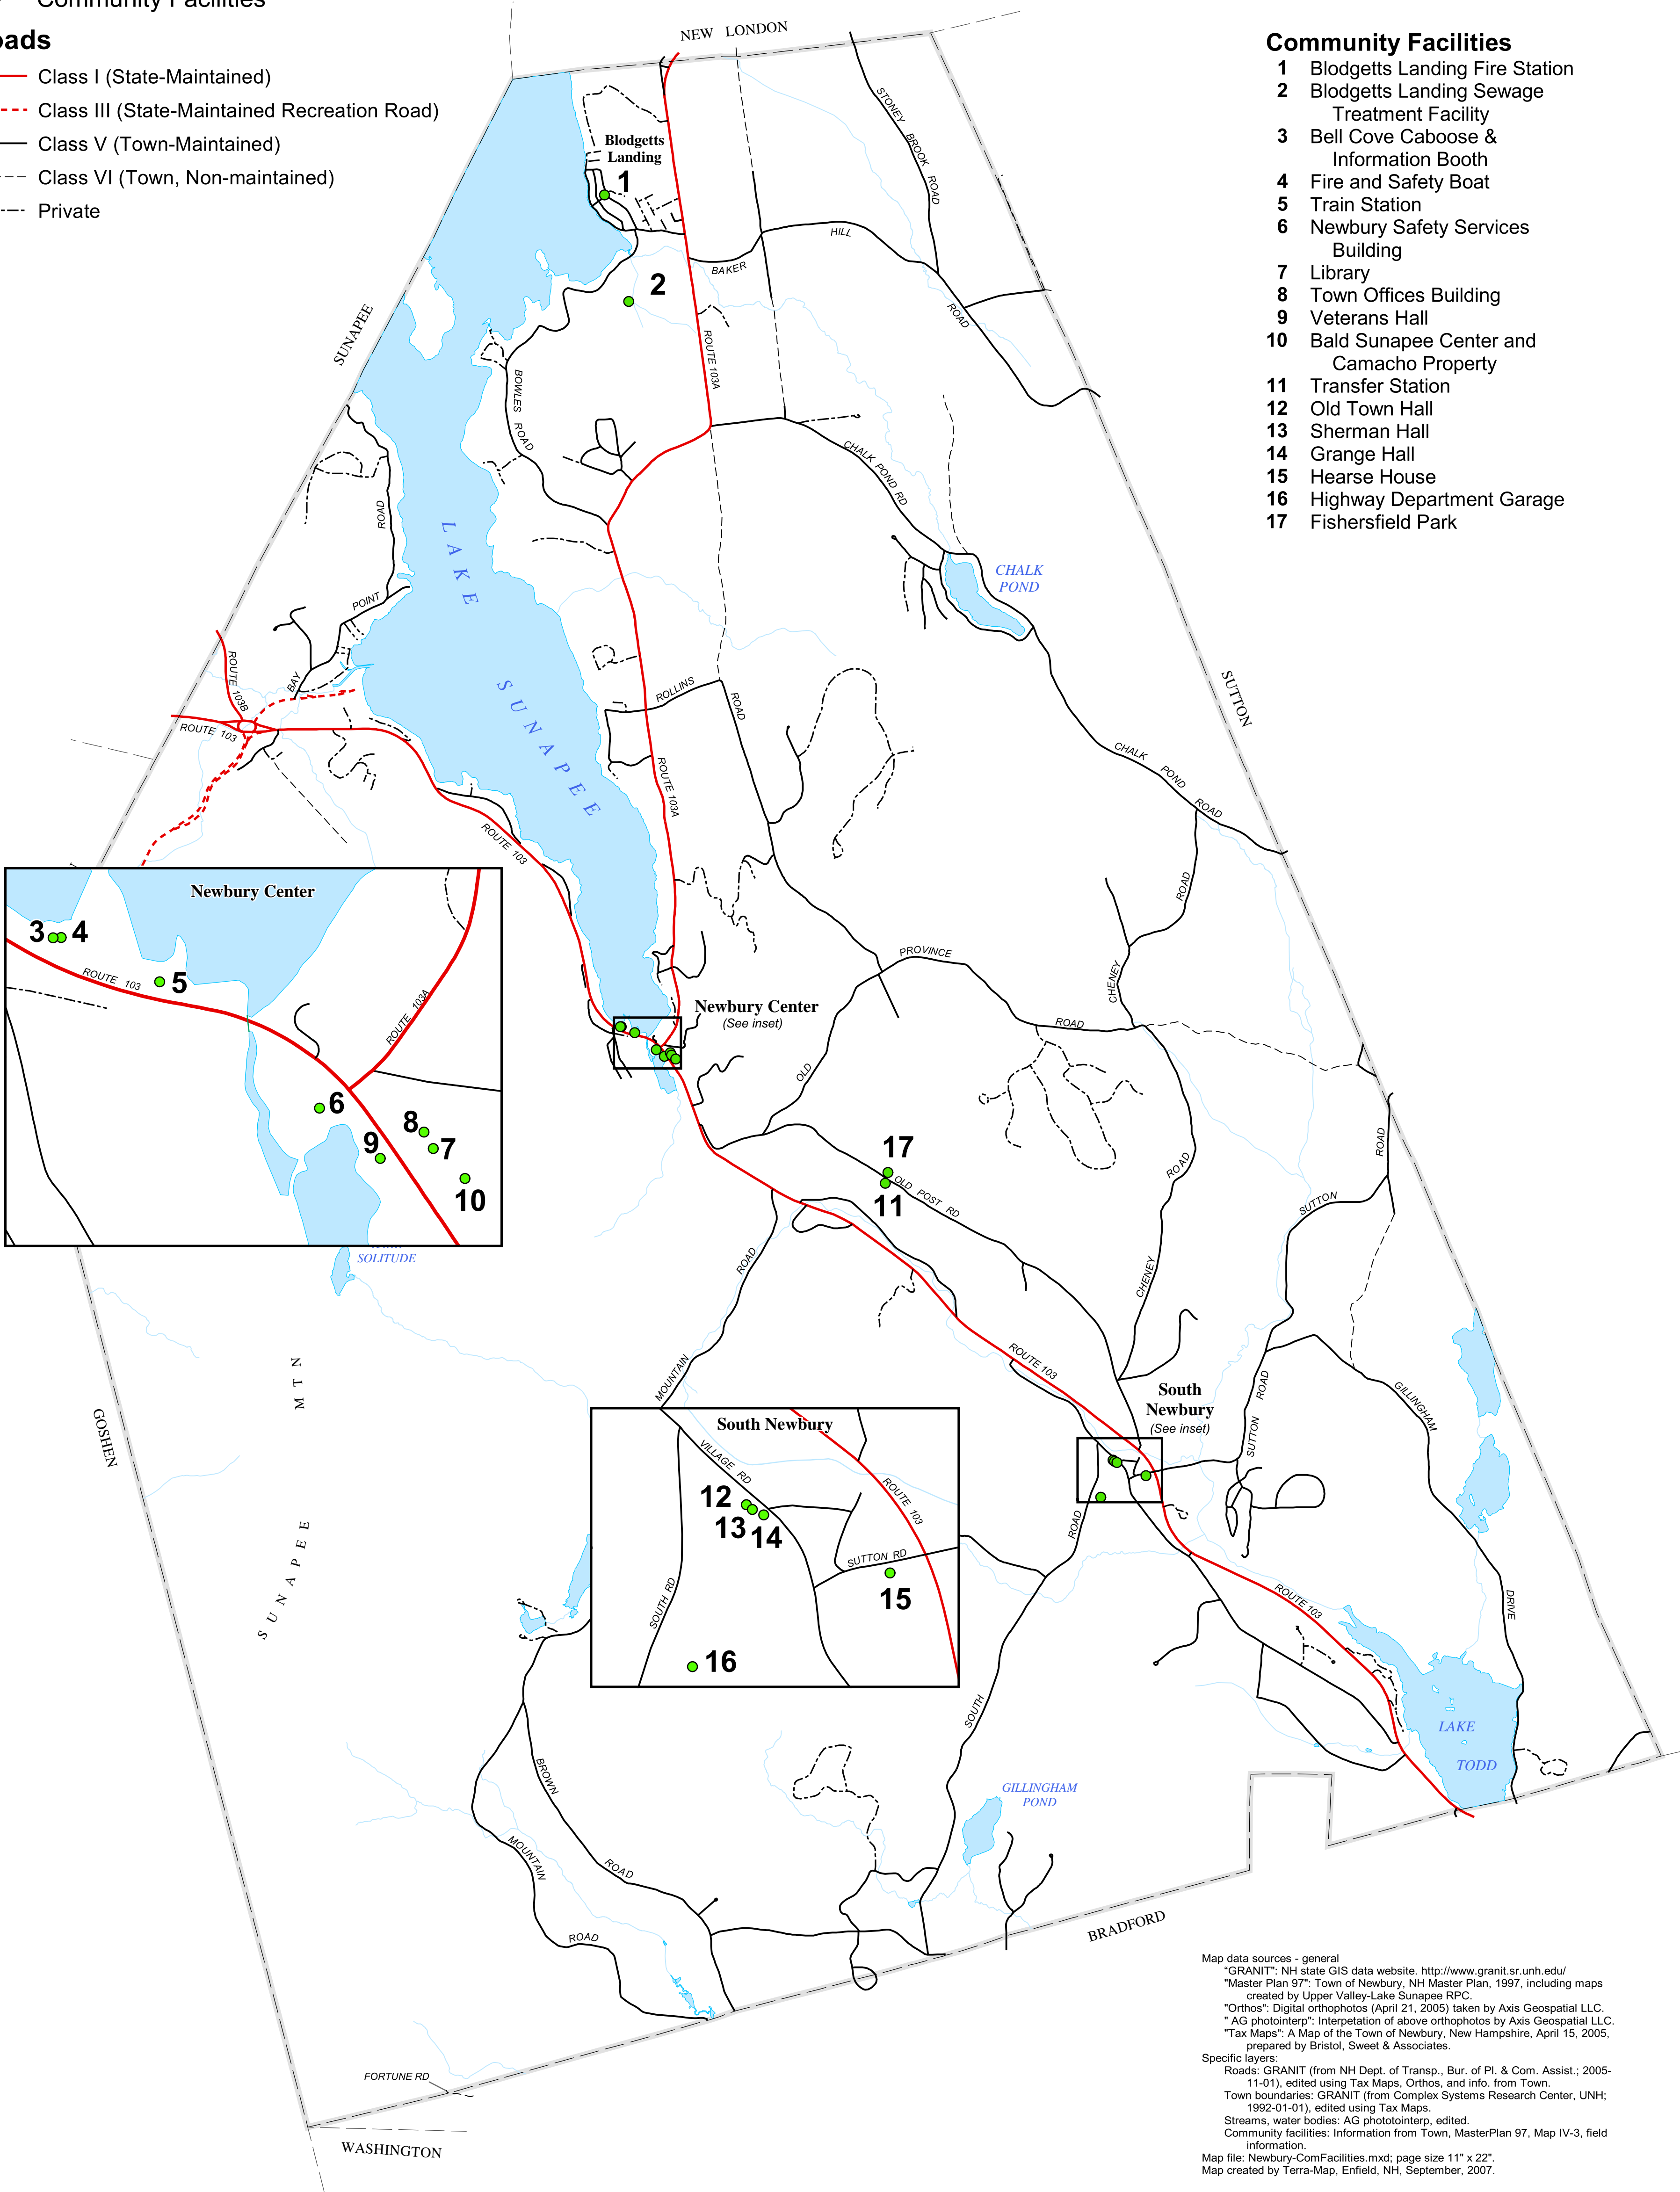 Community Facilities
oads
Class I (State-Maintained)
Class III (State-Maintained Recreation Road)
Class V (Town-Maintained)
Class VI (Town, Non-maintained)
Private
Community Facilities
1 Blodgetts Landing Fire Station
2 Blodgetts Landing Sewage
Treatment Facility
3 Bell Cove Caboose &
Information Booth
4 Fire and Safety Boat
5 Train Station
6 Newbury Safety Services
Building
7 Library
8 Town Offices Building
9 Veterans Hall
10 Bald Sunapee Center and
Camacho Property
11 Transfer Station
12 Old Town Hall
13 Sherman Hall
14 Grange Hall
15 Hearse House
16 Highway Department Garage
17 Fishersfield Park
NEW LONDON
STONEY BROOK ROAD
Blodgetts
Landing
1
HILL
BAKER
2
ROAD
SUNAPEE
ROUTE 103A
BOWLES ROAD
CHALK POND RD
ROAD
LAKE
CHALK
POND
POINT
ROUTE 103B
BAY
ROLLINS
ROAD
SUTTON
SUNAPEE
ROUTE 103
CHALK POND ROAD
ROUTE 103A
ROUTE 103
ROAD
Newbury Center
3 4
ROUTE 103
5
ROUTE 103A
6
8
9
7
10
PROVINCE
CHENEY
Newbury Center
(See inset)
ROAD
OLD
17
OLD POST RD
11
ROAD
ROAD
SUTTON
ROAD
SOLITUDE
CHENEY
MOUNTAIN
ROUTE 103
MTN
GOSHEN
South
Newbury
(See inset)
ROAD
GILLINGHAM
SUTTON
South Newbury
VILLAGE RD
12
13
14
ROUTE 103
SUTTON RD
15
SOUTH RD
16
SUNAPEE
ROAD
ROUTE 103
DRIVE
SOUTH
LAKE
TODD
BROWN
GILLINGHAM
POND
MOUNTAIN
ROAD
ROAD
BRADFORD
FORTUNE RD
WASHINGTON
Map data sources - general
"GRANIT": NH state GIS data website. http://www.granit.sr.unh.edu/
"Master Plan 97": Town of Newbury, NH Master Plan, 1997, including maps
created by Upper Valley-Lake Sunapee RPC.
"Orthos": Digital orthophotos (April 21, 2005) taken by Axis Geospatial LLC.
" AG photointerp": Interpetation of above orthophotos by Axis Geospatial LLC.
"Tax Maps": A Map of the Town of Newbury, New Hampshire, April 15, 2005,
prepared by Bristol, Sweet & Associates.
Specific layers:
Roads: GRANIT (from NH Dept. of Transp., Bur. of Pl. & Com. Assist.; 2005-
11-01), edited using Tax Maps, Orthos, and info. from Town.
Town boundaries: GRANIT (from Complex Systems Research Center, UNH;
1992-01-01), edited using Tax Maps.
Streams, water bodies: AG phototointerp, edited.
Community facilities: Information from Town, MasterPlan 97, Map IV-3, field
information.
Map file: Newbury-ComFacilities.mxd; page size 11" x 22".
Map created by Terra-Map, Enfield, NH, September, 2007.